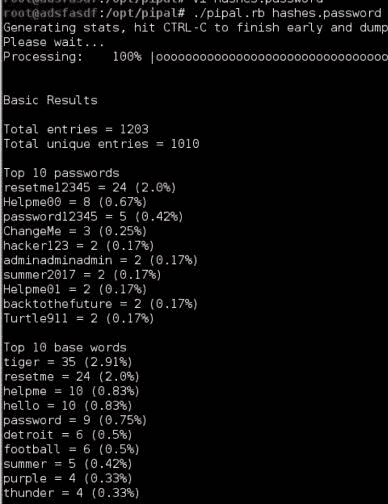 root@adsfasdf:/opt/pipal# vi hashes.password
root@adsfasdf:/opt/pipal# ./pipal.rb hashes.password
Generating stats, hit CTRL-C to finish early and dump
Please wait...
Processing: 100% |oooooooooooooooooooooooooooooooooo
Basic Results
Total entries = 1203
Total unique entries = 1010
Top 10 passwords
resetme12345 = 24 (2.0%)
Helpme00 = 8 (0.67%)
password12345 = 5 (0.42%)
ChangeMe = 3 (0.25%)
hacker123 = 2 (0.17%)
adminadminadmin = 2 (0.17%)
summer2017 = 2 (0.17%)
Helpme01 = 2 (0.17%)
backtothefuture = 2 (0.17%)
Turtle911 = 2 (0.17%)
Top 10 base words
tiger = 35 (2.91%)
resetme = 24 (2.0%)
helpme = 10 (0.83%)
hello = 10 (0.83%)
password = 9 (0.75%)
detroit = 6 (0.5%)
football = 6 (0.5%)
summer = 5 (0.42%)
purple = 4 (0.33%)
thunder = 4 (0.33%)